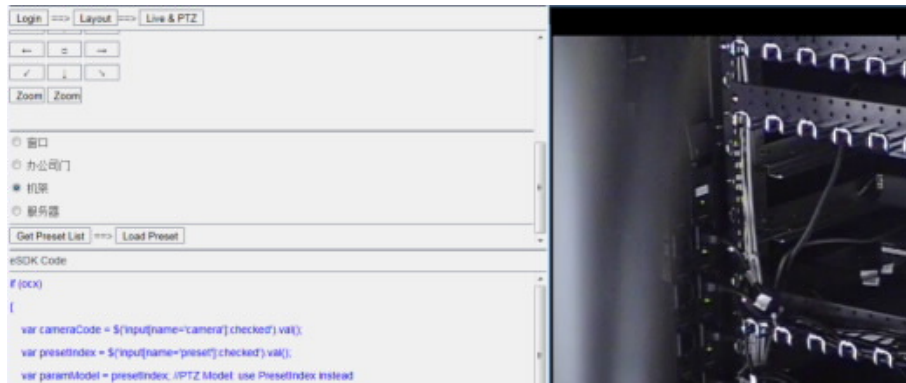 Login ==> Layout ==> Live & PTZ
← = →
↙ ↓ ↘
Zoom Zoom
窗口
办公司门
机架
服务器
Get Preset List ==> Load Preset
eSDK Code
if (ocx)
{
var cameraCode = $('input[name='camera']:checked').val();
var presetIndex = $('input[name='preset']:checked').val();
var paramModel = presetIndex; //PTZ Model: use PresetIndex instead